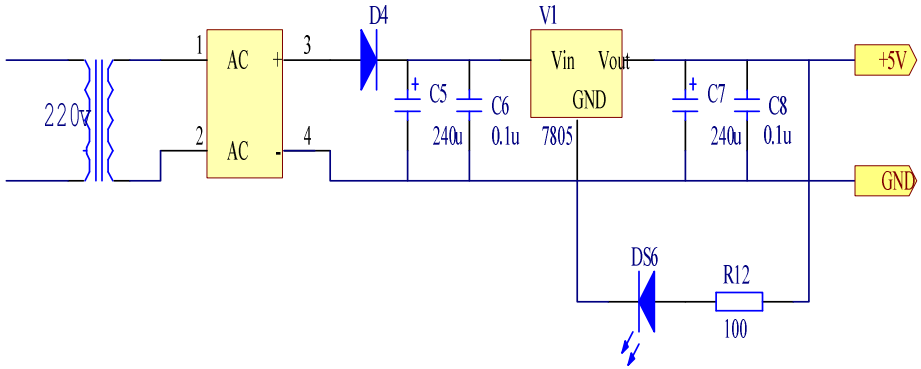 D4
V1
1
AC
+
3
Vin
Vout
+5V
220v
+
C5
C6
GND
+
C7
C8
2
240u
0.1u
7805
240u
0.1u
AC
-
4
GND
DS6
R12
100